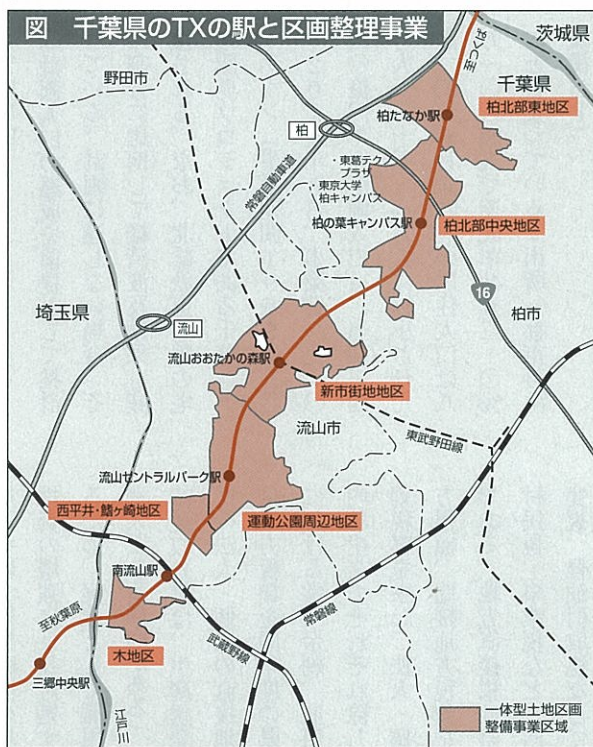 図 千葉県のTXの駅と区画整理事業
茨城県
至つくば
野田市
千葉県
柏たなか駅
柏北部東地区
柏
・東葛テクノ
プラザ
・東京大学
柏キャンパス
常磐自動車道
柏の葉キャンパス駅
柏北部中央地区
16
埼玉県
流山
柏市
流山おおたかの森駅
新市街地地区
流山市
東武野田線
流山セントラルパーク駅
西平井・鰭ヶ崎地区
運動公園周辺地区
南流山駅
至秋葉原
常磐線
武蔵野線
木地区
三郷中央駅
江戸川
一体型土地区画
整備事業区域